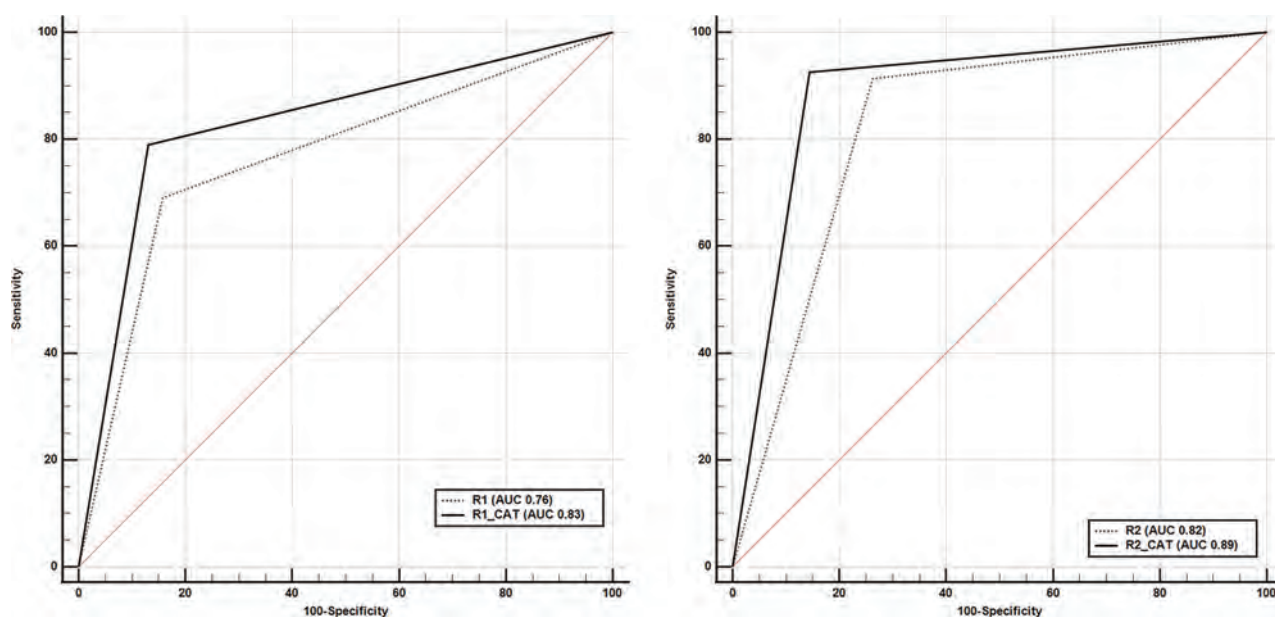 100
80
60
40
20
0
Sensitivity
R1 (AUC 0.76)
R1_CAT (AUC 0.83)
0 20 40 60 80 100
100-Specificity
100
80
60
40
20
0
Sensitivity
R2 (AUC 0.82)
R2_CAT (AUC 0.89)
0 20 40 60 80 100
100-Specificity